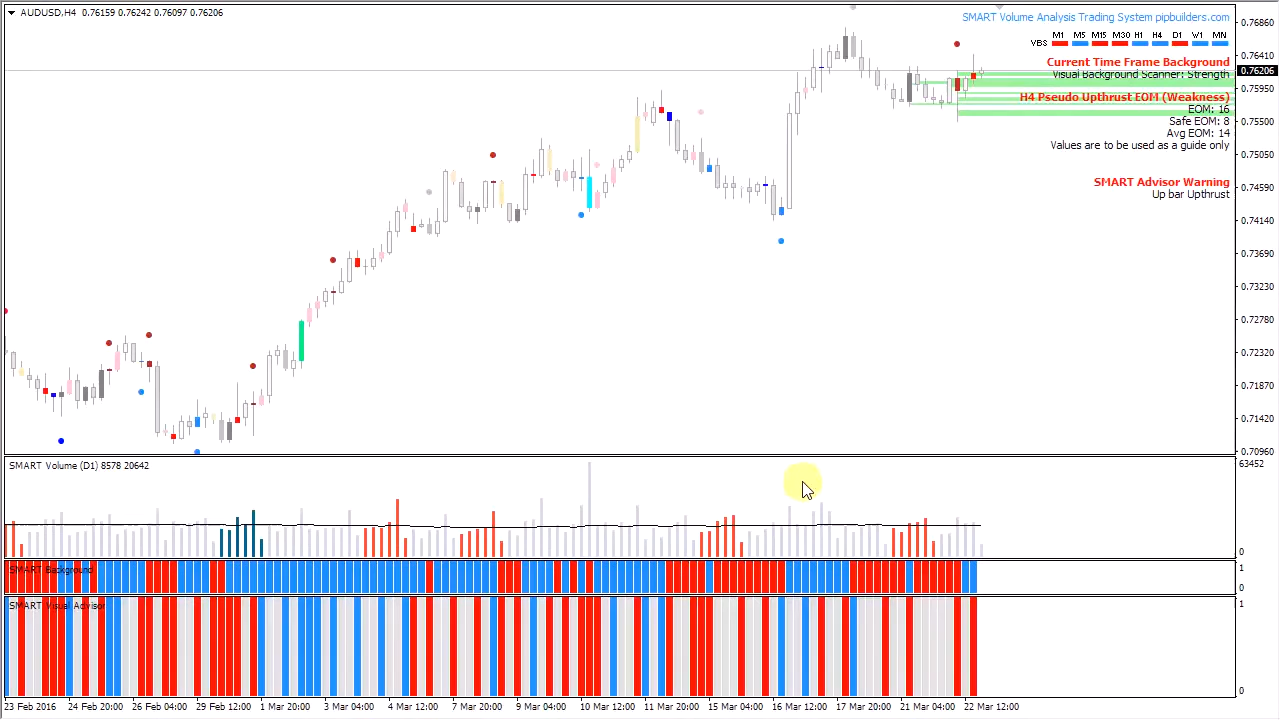 AUDUSD,H4 0.76159 0.76242 0.76097 0.76206
SMART Volume Analysis Trading System pipbuilders.com
M1 M5 M15 M30 H1 H4 D1 W1 MN
VBS
Current Time Frame Background
Visual Background Scanner: Strength
H4 Pseudo Upthrust EOM (Weakness)
EOM: 16
Safe EOM: 8
Avg EOM: 14
Values are to be used as a guide only
SMART Advisor Warning
Up bar Upthrust
0.76860
0.76410
0.76206
0.75950
0.75500
0.75050
0.74590
0.74140
0.73690
0.73230
0.72780
0.72320
0.71870
0.71420
0.70960
SMART Volume (D1) 8578 20642
63452
0
SMART Background
1
0
SMART Visual Advisor
1
0
23 Feb 2016 24 Feb 20:00 26 Feb 04:00 29 Feb 12:00 1 Mar 20:00 3 Mar 04:00 4 Mar 12:00 7 Mar 20:00 9 Mar 04:00 10 Mar 12:00 11 Mar 20:00 15 Mar 04:00 16 Mar 12:00 17 Mar 20:00 21 Mar 04:00 22 Mar 12:00